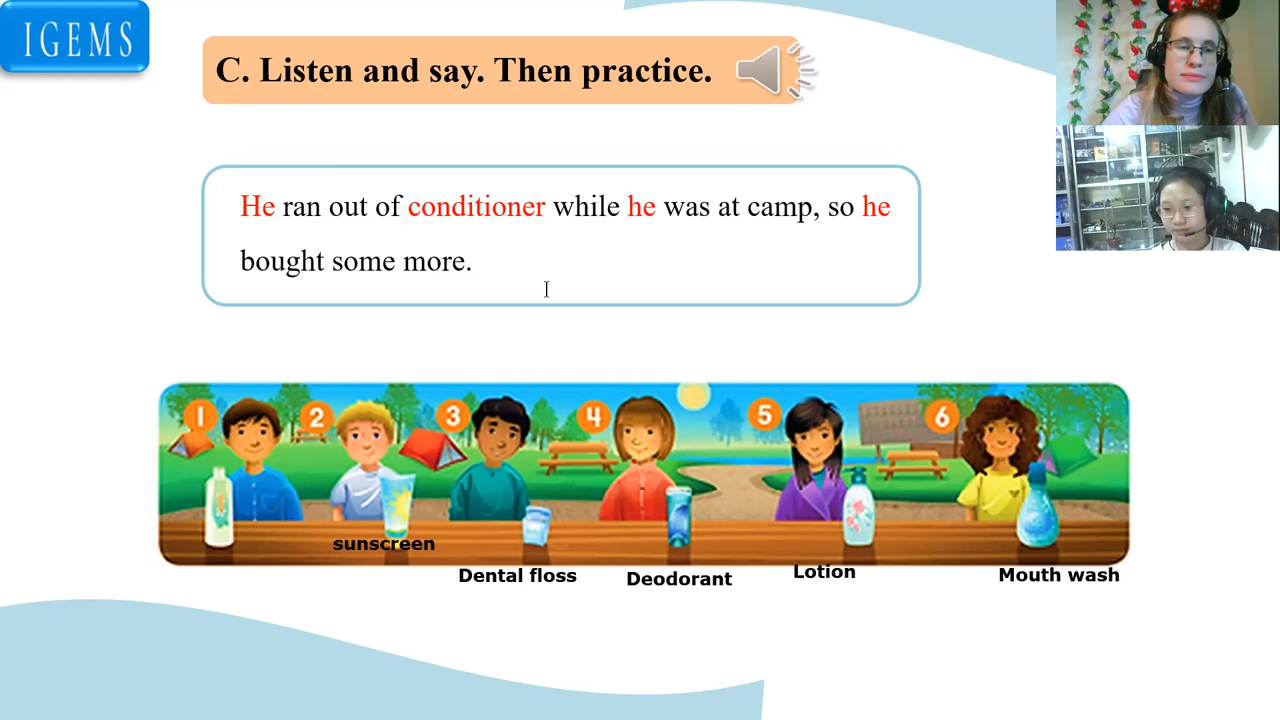 IGEMS
C. Listen and say. Then practice.
He ran out of conditioner while he was at camp, so he
bought some more.
1 2 3 4 5 6
sunscreen
Dental floss Deodorant Lotion Mouth wash